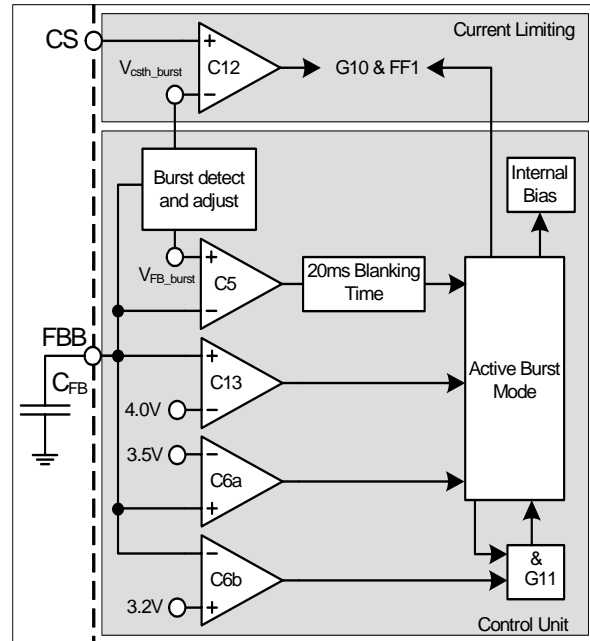 Current Limiting
CS
+
C12
G10 & FF1
Vcsth_burst
−
Burst detect
and adjust
Internal
Bias
+
VFB_burst
C5
−
20ms Blanking
Time
FBB
CFB
+
C13
4.0V
−
Active Burst
Mode
3.5V
−
C6a
+
−
C6b
3.2V
+
&
G11
Control Unit